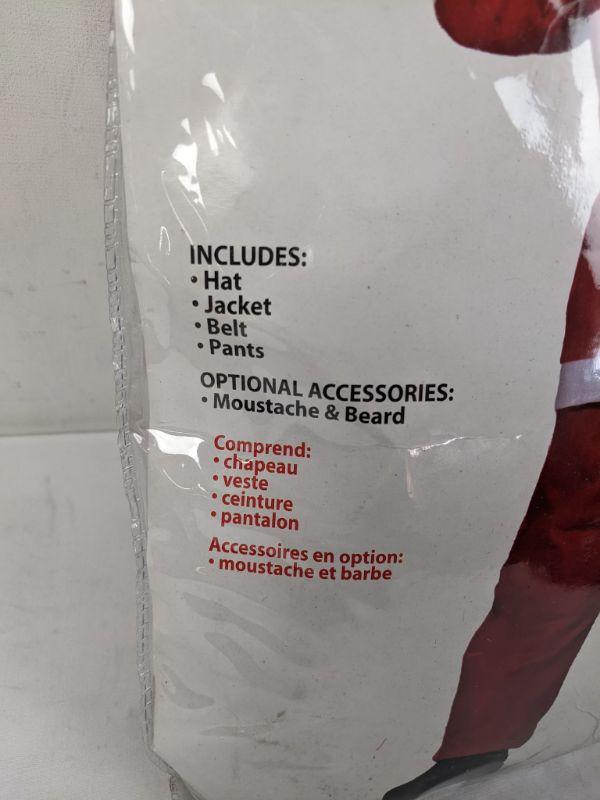 INCLUDES:
• Hat
• Jacket
• Belt
• Pants
OPTIONAL ACCESSORIES:
• Moustache & Beard
Comprend:
• chapeau
• veste
• ceinture
• pantalon
Accessoires en option:
• moustache et barbe